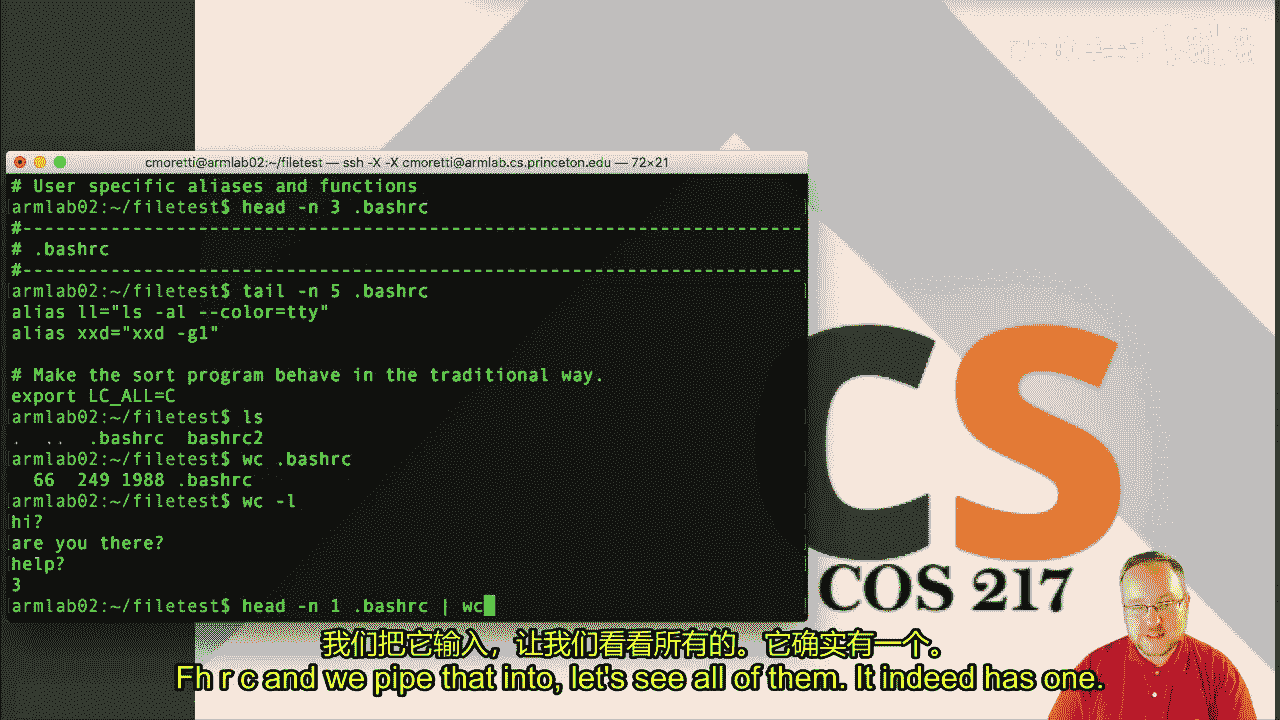 cmoretti@armlab02:~/filetest — ssh -X -X cmoretti@armlab.cs.princeton.edu — 72×21
# User specific aliases and functions
armlab02:~/filetest$ head -n 3 .bashrc
#-----------------------------------------------------------------------
# .bashrc
#-----------------------------------------------------------------------
armlab02:~/filetest$ tail -n 5 .bashrc
alias ll="ls -al --color=tty"
alias xxd="xxd -g1"
# Make the sort program behave in the traditional way.
export LC_ALL=C
armlab02:~/filetest$ ls
.  ..  .bashrc  bashrc2
armlab02:~/filetest$ wc .bashrc
  66  249 1988 .bashrc
armlab02:~/filetest$ wc -l
hi?
are you there?
help?
3
armlab02:~/filetest$ head -n 1 .bashrc | wc
CS
COS 217
我们把它输入，让我们看看所有的。它确实有一个。
Fh r c and we pipe that into, let's see all of them. It indeed has one.